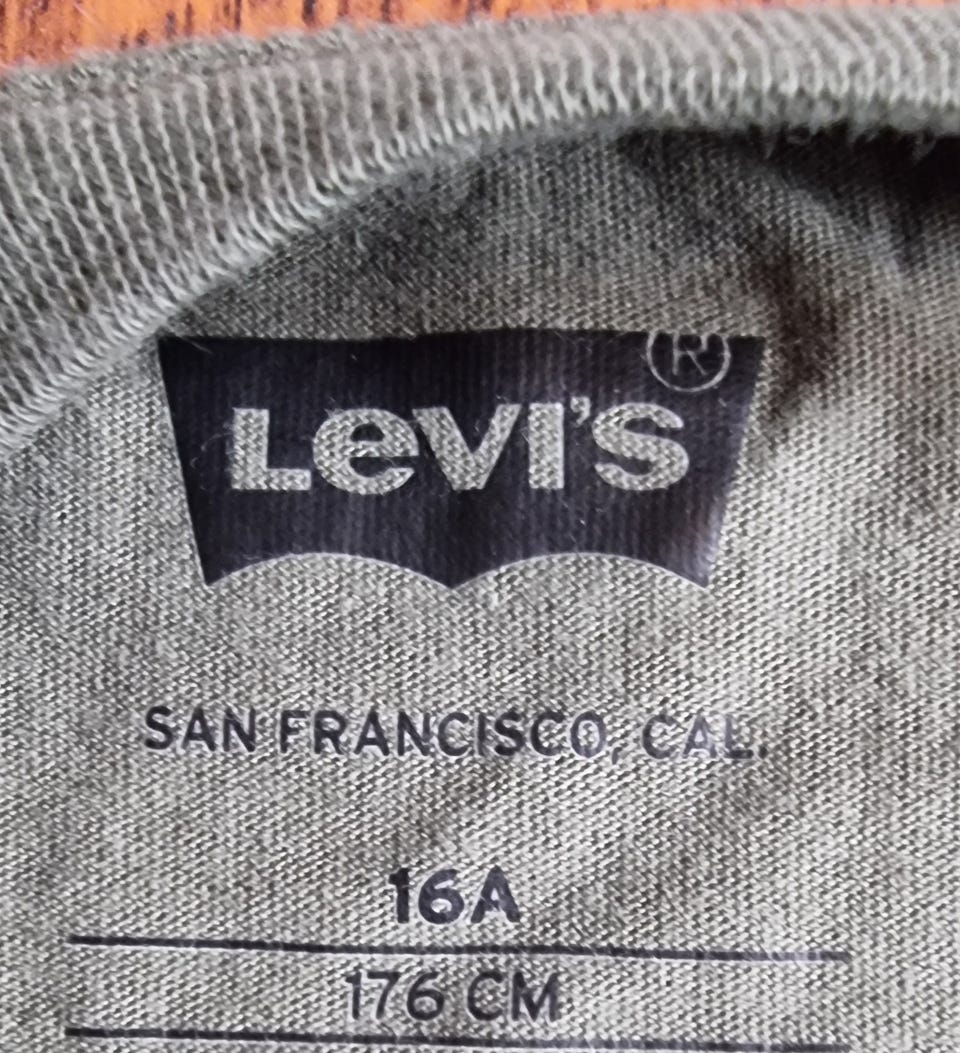 LeVI'S®
SAN FRANCISCO, CAL.
16A
176 CM